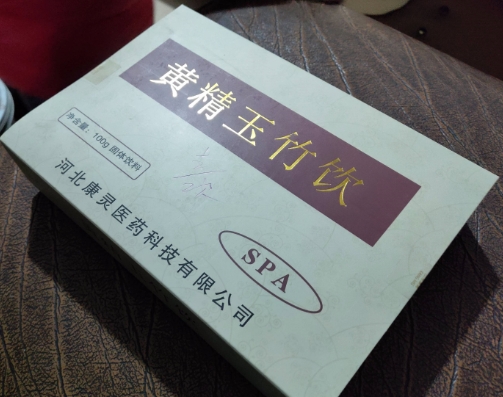 黄精玉竹饮
净含量：100g 固体饮料
SPA
河北康灵医药科技有限公司